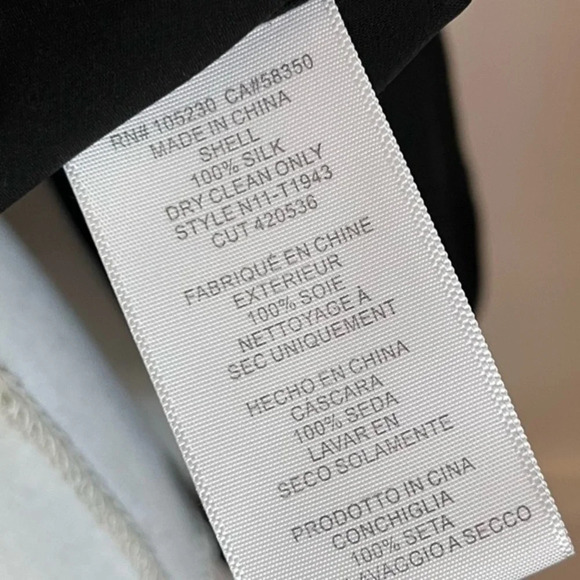 RN# 105230 CA#58350
MADE IN CHINA
SHELL
100% SILK
DRY CLEAN ONLY
STYLE N11-T1943
CUT 420536
FABRIQUÉ EN CHINE
EXTERIEUR
100% SOIE
NETTOYAGE À
SEC UNIQUEMENT
HECHO EN CHINA
CASCARA
100% SEDA
LAVAR EN
SECO SOLAMENTE
PRODOTTO IN CINA
CONCHIGLIA
100% SETA
AVAGGIO A SECCO